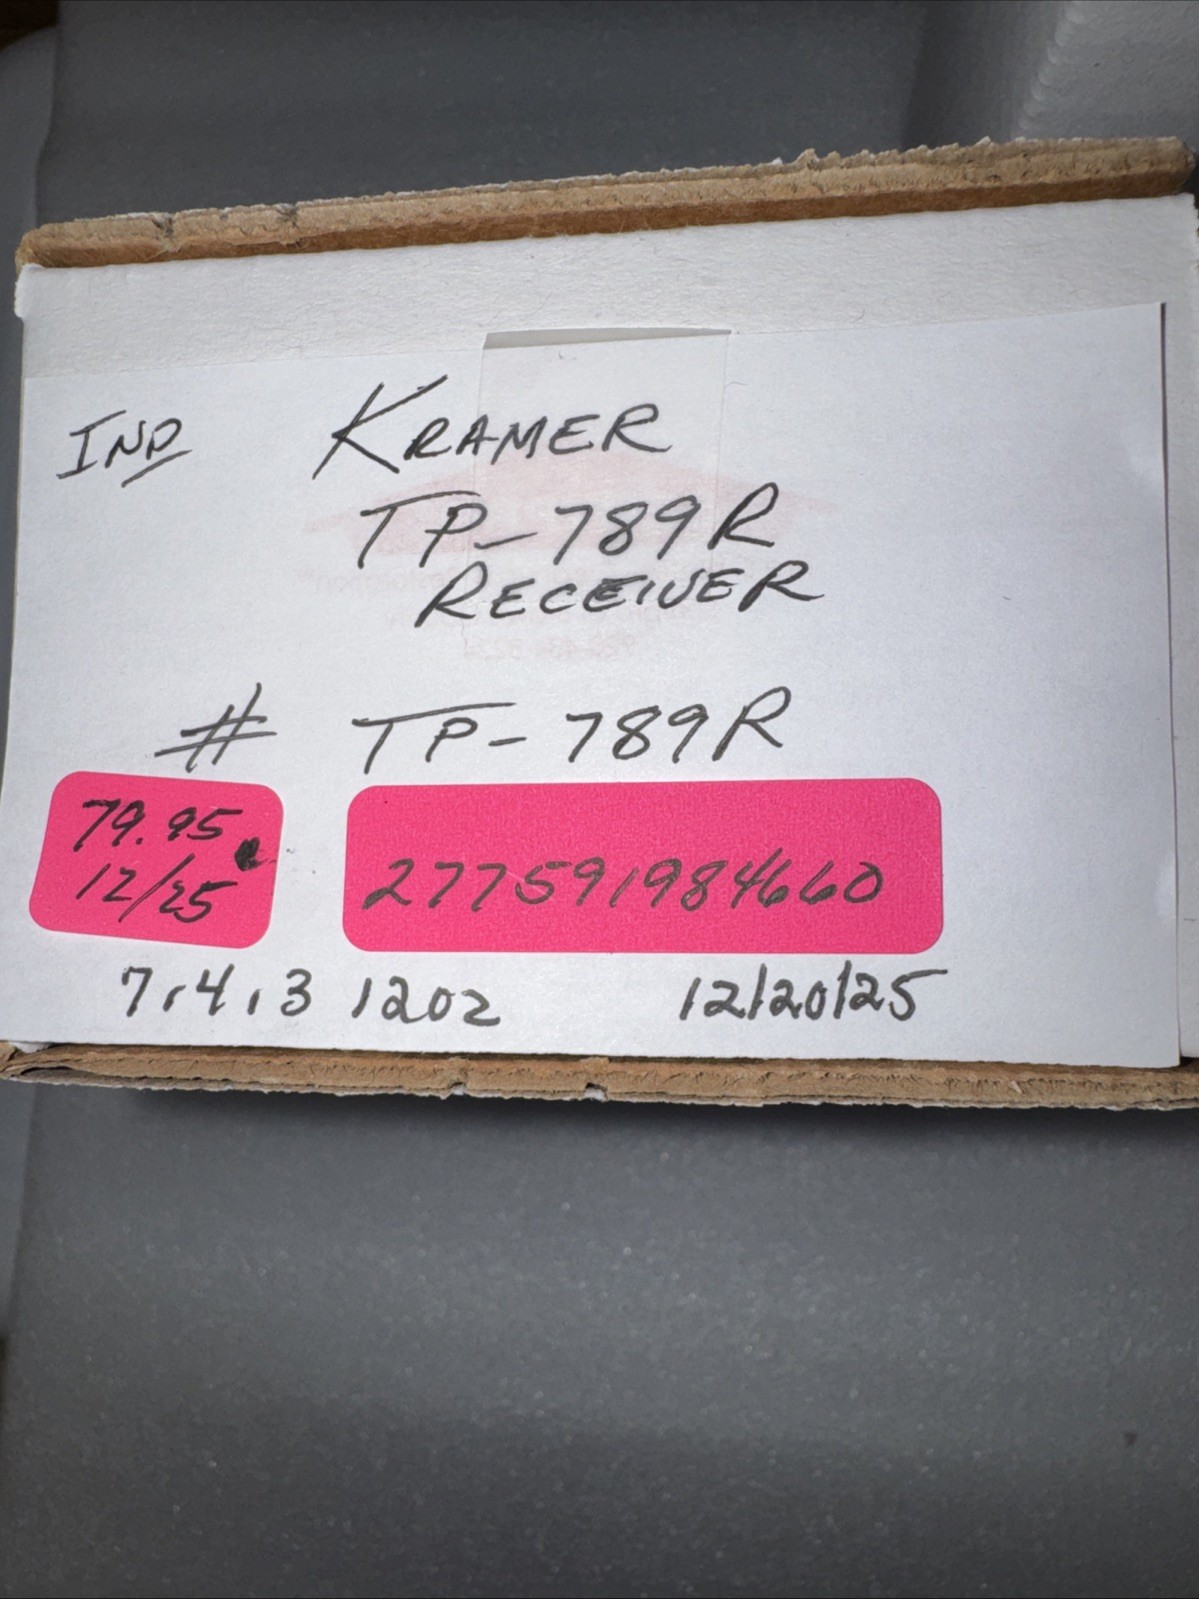 IND KRAMER
TP-789R
RECEIVER
# TP-789R
79.95
12/25
277591984660
7,4,3 12oz 12/20/25